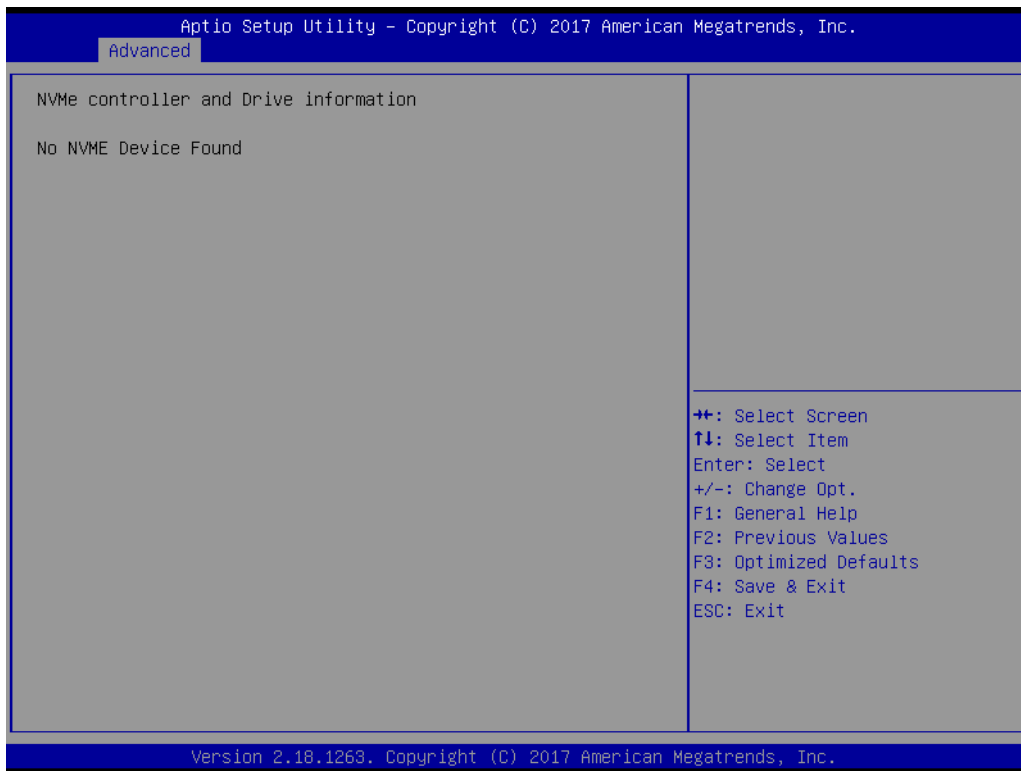 Aptio Setup Utility – Copyright (C) 2017 American Megatrends, Inc.
Advanced
NVMe controller and Drive information
No NVME Device Found
→←: Select Screen
↑↓: Select Item
Enter: Select
+/-: Change Opt.
F1: General Help
F2: Previous Values
F3: Optimized Defaults
F4: Save & Exit
ESC: Exit
Version 2.18.1263. Copyright (C) 2017 American Megatrends, Inc.